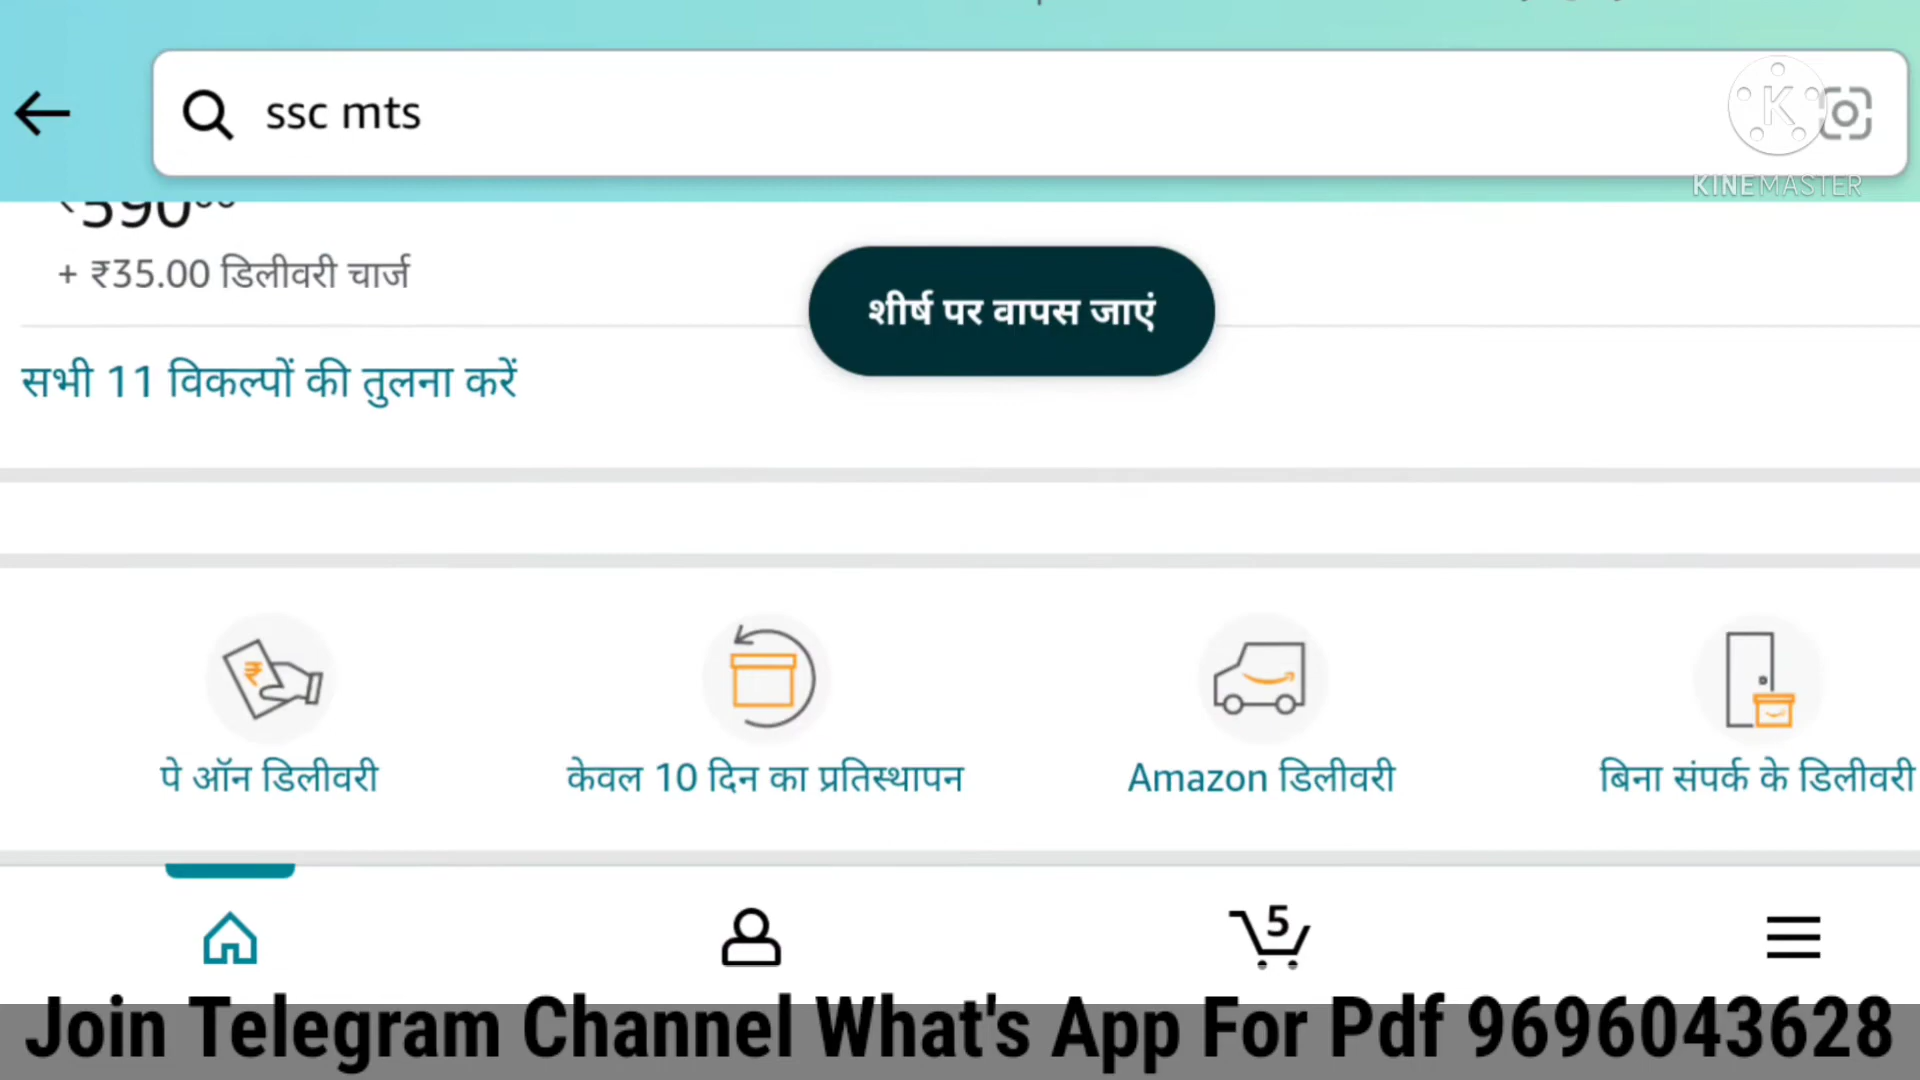 ssc mts
KINEMASTER
₹590⁰⁰
+ ₹35.00 डिलीवरी चार्ज
शीर्ष पर वापस जाएं
सभी 11 विकल्पों की तुलना करें
पे ऑन डिलीवरी
केवल 10 दिन का प्रतिस्थापन
Amazon डिलीवरी
बिना संपर्क के डिलीवरी
5
Join Telegram Channel What's App For Pdf 9696043628